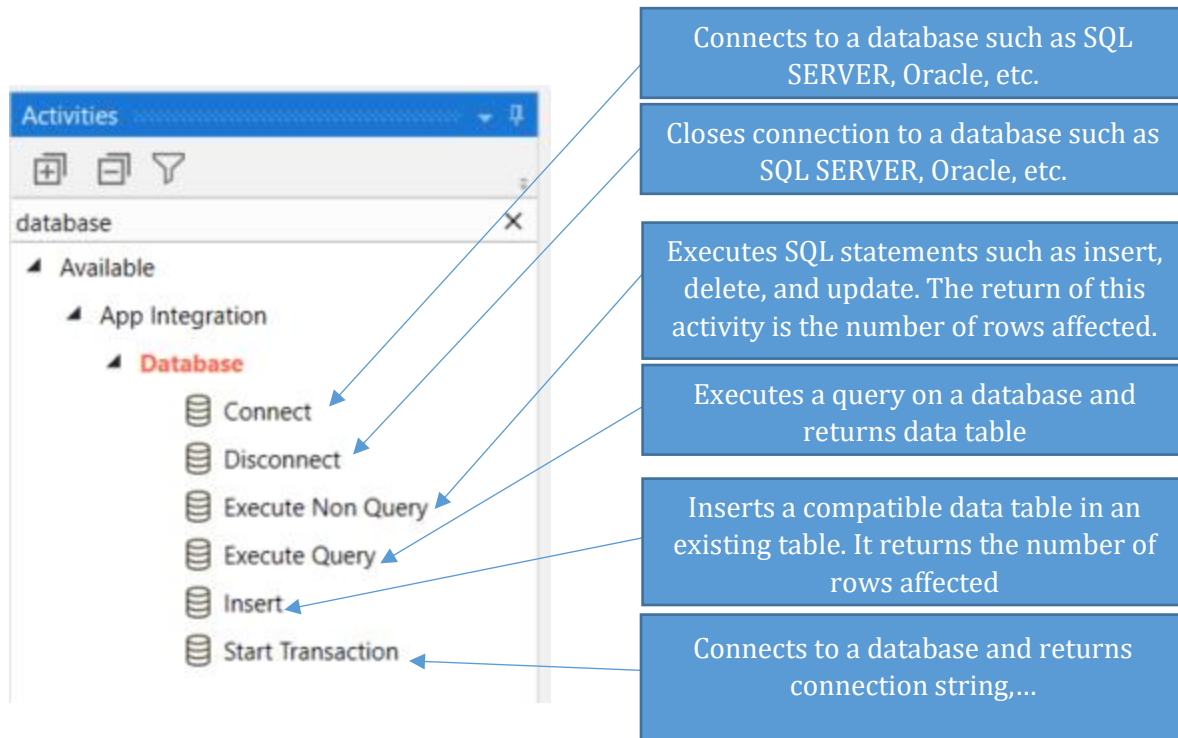 Connects to a database such as SQL
SERVER, Oracle, etc.
Closes connection to a database such as
SQL SERVER, Oracle, etc.
Executes SQL statements such as insert,
delete, and update. The return of this
activity is the number of rows affected.
Executes a query on a database and
returns data table
Inserts a compatible data table in an
existing table. It returns the number of
rows affected
Connects to a database and returns
connection string,…
Activities
database
Available
App Integration
Database
Connect
Disconnect
Execute Non Query
Execute Query
Insert
Start Transaction